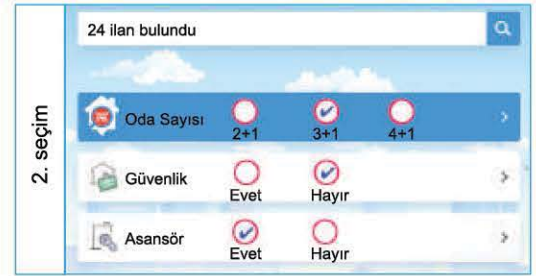 2. seçim
24 ilan bulundu
Oda Sayısı
2+1 3+1 4+1
Güvenlik
Evet Hayır
Asansör
Evet Hayır